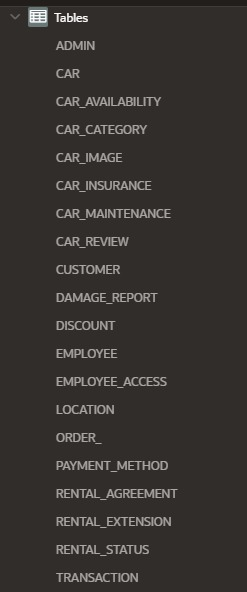 Tables
ADMIN
CAR
CAR_AVAILABILITY
CAR_CATEGORY
CAR_IMAGE
CAR_INSURANCE
CAR_MAINTENANCE
CAR_REVIEW
CUSTOMER
DAMAGE_REPORT
DISCOUNT
EMPLOYEE
EMPLOYEE_ACCESS
LOCATION
ORDER_
PAYMENT_METHOD
RENTAL_AGREEMENT
RENTAL_EXTENSION
RENTAL_STATUS
TRANSACTION